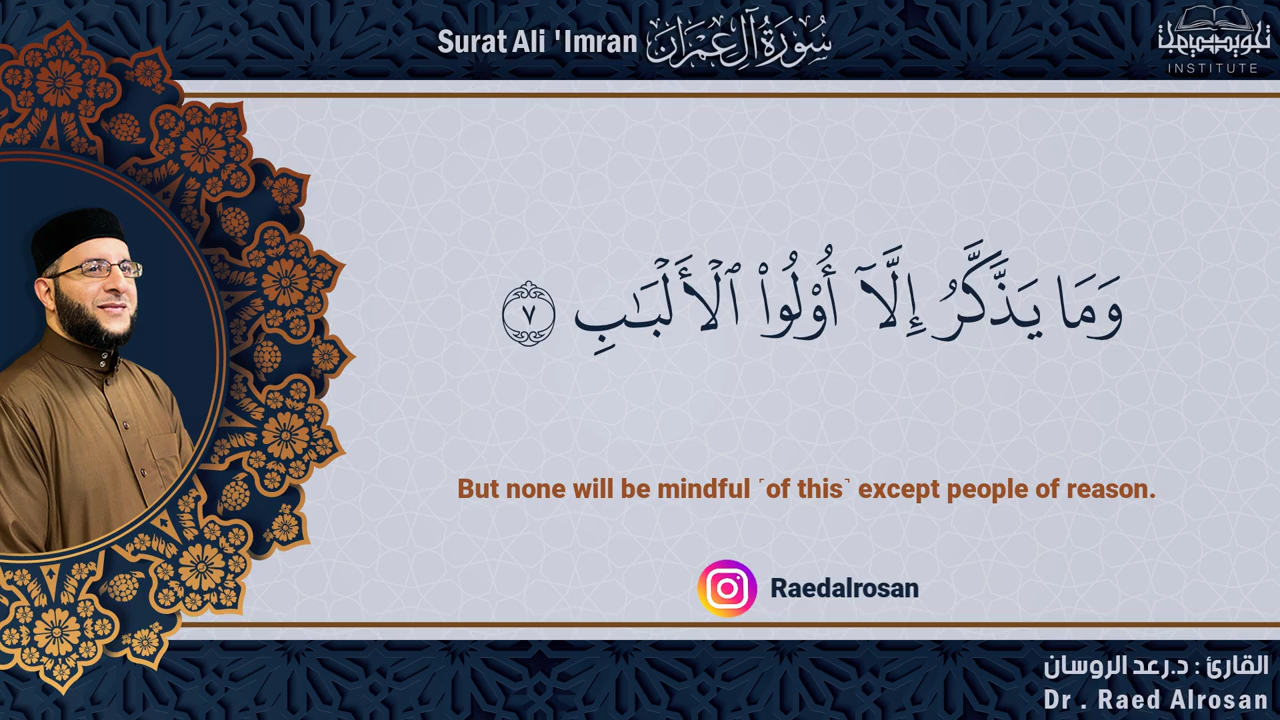 Surat Ali 'Imran سُورَةُ آلِ عِمْرَان
INSTITUTE
وَمَا يَذَّكَّرُ إِلَّآ أُو۟لُوا۟ ٱلْأَلْبَـٰبِ ٧
But none will be mindful ˹of this˺ except people of reason.
Raedalrosan
القارئ : د.رعد الروسان
Dr . Raed Alrosan